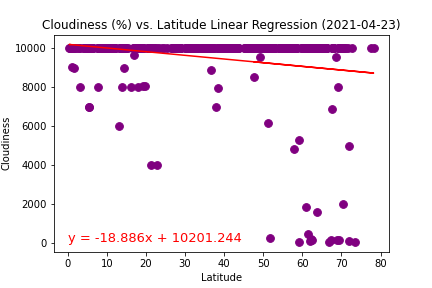 Cloudiness (%) vs. Latitude Linear Regression (2021-04-23)
10000
8000
6000
4000
2000
0
Cloudiness
y = -18.886x + 10201.244
0 10 20 30 40 50 60 70 80
Latitude